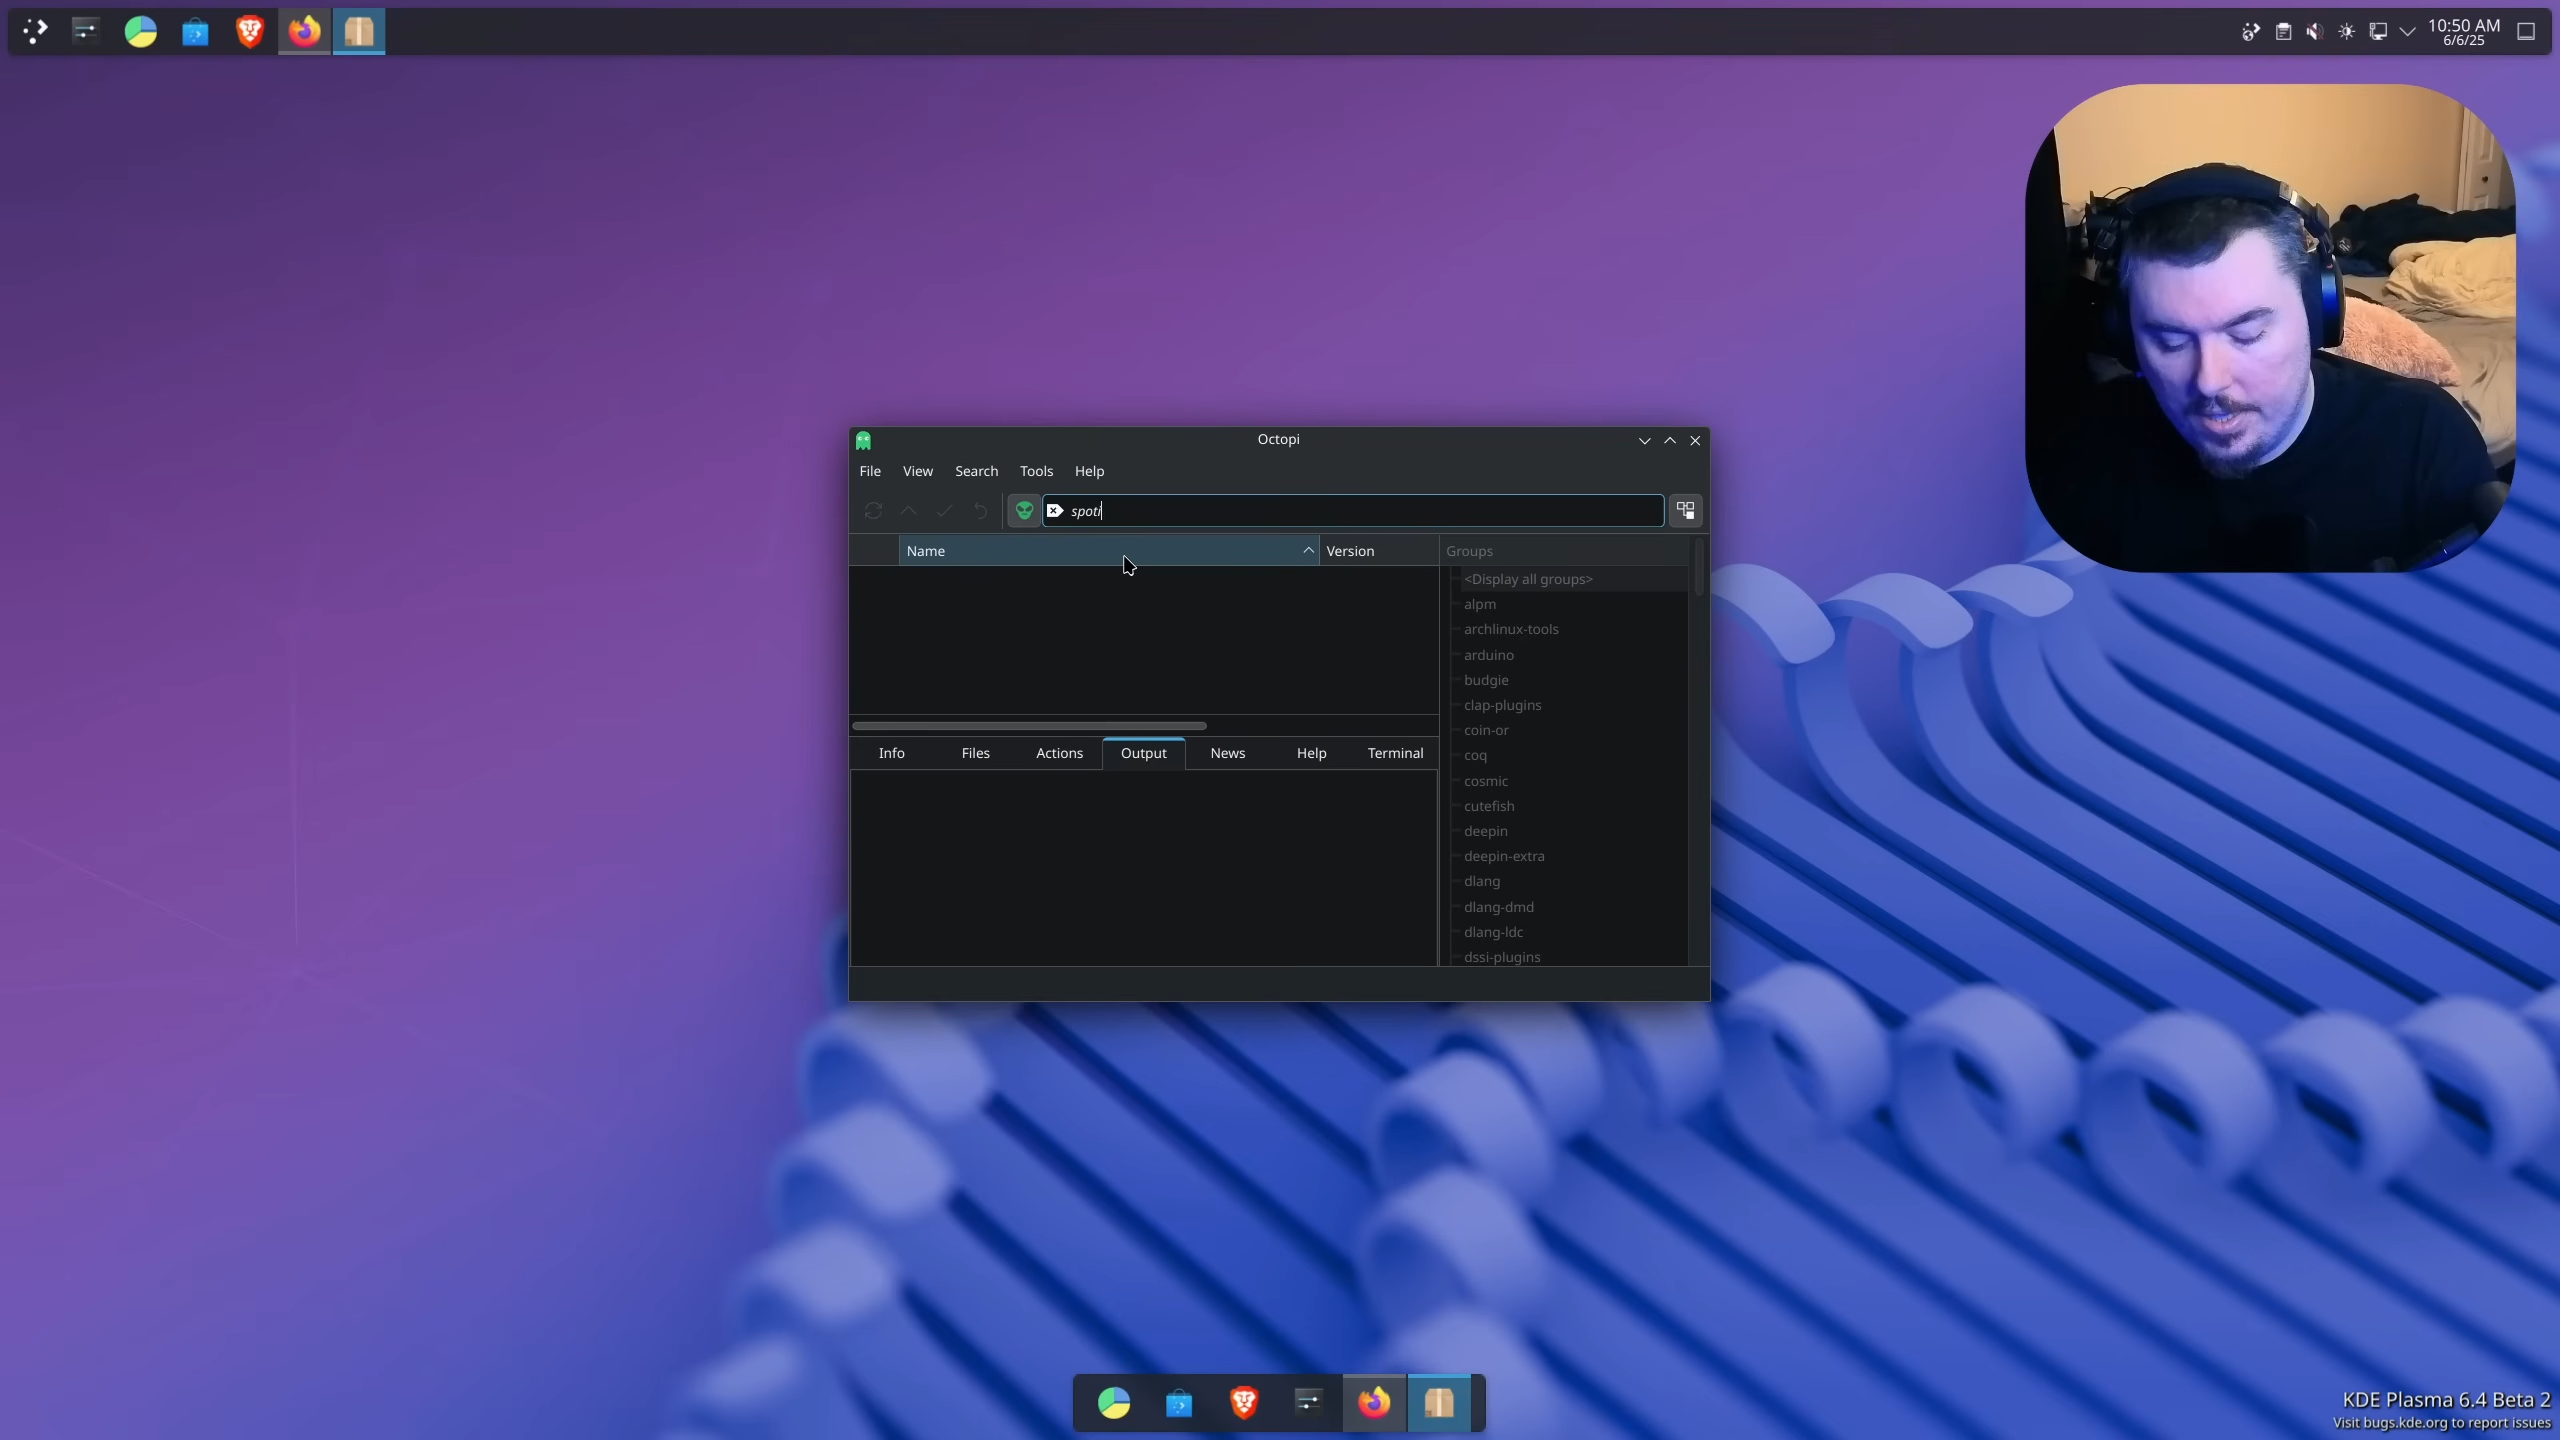 10:50 AM
6/6/25
Octopi
File View Search Tools Help
spoti
Name Version Groups
<Display all groups>
alpm
archlinux-tools
arduino
budgie
clap-plugins
coin-or
coq
cosmic
cutefish
deepin
deepin-extra
dlang
dlang-dmd
dlang-ldc
dssi-plugins
Info Files Actions Output News Help Terminal
KDE Plasma 6.4 Beta 2
Visit bugs.kde.org to report issues